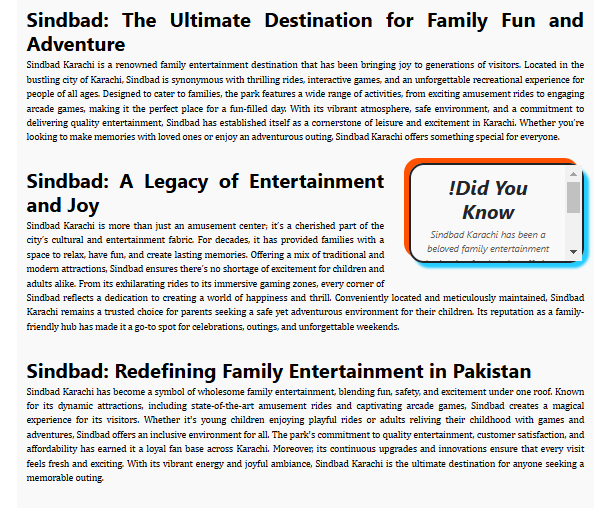 Sindbad: The Ultimate Destination for Family Fun and
Adventure
Sindbad Karachi is a renowned family entertainment destination that has been bringing joy to generations of visitors. Located in the
bustling city of Karachi, Sindbad is synonymous with thrilling rides, interactive games, and an unforgettable recreational experience for
people of all ages. Designed to cater to families, the park features a wide range of activities, from exciting amusement rides to engaging
arcade games, making it the perfect place for a fun-filled day. With its vibrant atmosphere, safe environment, and a commitment to
delivering quality entertainment, Sindbad has established itself as a cornerstone of leisure and excitement in Karachi. Whether you're
looking to make memories with loved ones or enjoy an adventurous outing, Sindbad Karachi offers something special for everyone.
Sindbad: A Legacy of Entertainment
and Joy
Sindbad Karachi is more than just an amusement center; it's a cherished part of the
city's cultural and entertainment fabric. For decades, it has provided families with a
space to relax, have fun, and create lasting memories. Offering a mix of traditional and
modern attractions, Sindbad ensures there's no shortage of excitement for children and
adults alike. From its exhilarating rides to its immersive gaming zones, every corner of
Sindbad reflects a dedication to creating a world of happiness and thrill. Conveniently located and meticulously maintained, Sindbad
Karachi remains a trusted choice for parents seeking a safe yet adventurous environment for their children. Its reputation as a family-
friendly hub has made it a go-to spot for celebrations, outings, and unforgettable weekends.
!Did You
Know
Sindbad Karachi has been a
beloved family entertainment
Sindbad: Redefining Family Entertainment in Pakistan
Sindbad Karachi has become a symbol of wholesome family entertainment, blending fun, safety, and excitement under one roof. Known
for its dynamic attractions, including state-of-the-art amusement rides and captivating arcade games, Sindbad creates a magical
experience for its visitors. Whether it's young children enjoying playful rides or adults reliving their childhood with games and
adventures, Sindbad offers an inclusive environment for all. The park's commitment to quality entertainment, customer satisfaction, and
affordability has earned it a loyal fan base across Karachi. Moreover, its continuous upgrades and innovations ensure that every visit
feels fresh and exciting. With its vibrant energy and joyful ambiance, Sindbad Karachi is the ultimate destination for anyone seeking a
memorable outing.